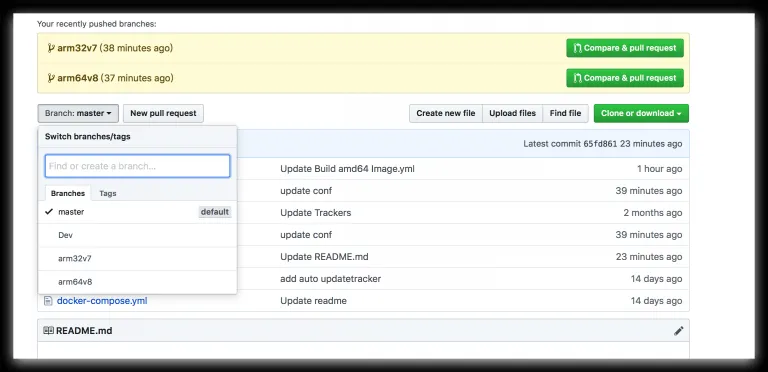 Your recently pushed branches:
arm32v7 (38 minutes ago) Compare & pull request
arm64v8 (37 minutes ago) Compare & pull request
Branch: master New pull request Create new file Upload files Find file Clone or download
Switch branches/tags
Latest commit 65fd861 23 minutes ago
Find or create a branch...
Update Build amd64 Image.yml 1 hour ago
Branches Tags
update conf 39 minutes ago
master default
Update Trackers 2 months ago
Dev
update conf 39 minutes ago
arm32v7
Update README.md 23 minutes ago
arm64v8
add auto updatetracker 14 days ago
docker-compose.yml Update readme 14 days ago
README.md